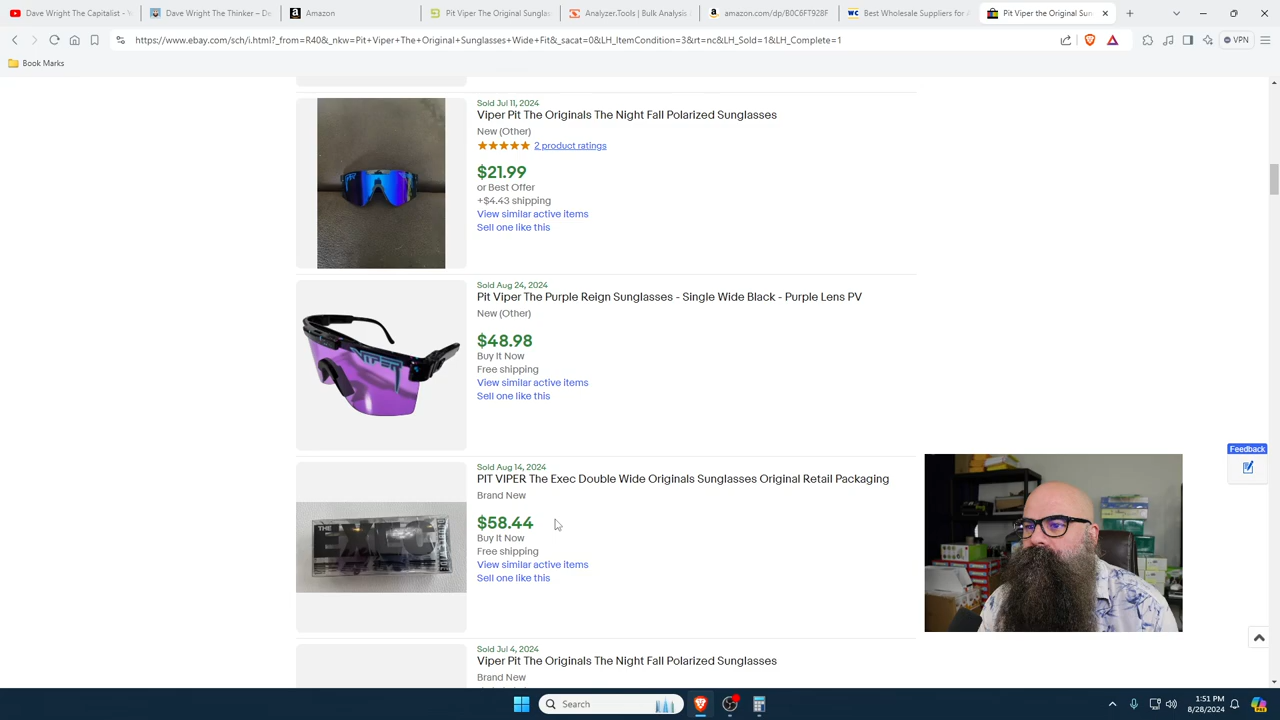 Dave Wright The Capitalist - Y
Dave Wright The Thinker – Do
Amazon
Pit Viper The Original Sunglas
Analyzer.Tools | Bulk Analysis
amazon.com/dp/B0C6FT928F
Best Wholesale Suppliers for A
Pit Viper the Original Sun
https://www.ebay.com/sch/i.html?_from=R40&_nkw=Pit+Viper+The+Original+Sunglasses+Wide+Fit&_sacat=0&LH_ItemCondition=3&rt=nc&LH_Sold=1&LH_Complete=1
VPN
Book Marks
Sold Jul 11, 2024
Viper Pit The Originals The Night Fall Polarized Sunglasses
New (Other)
2 product ratings
$21.99
or Best Offer
+$4.43 shipping
View similar active items
Sell one like this
Sold Aug 24, 2024
Pit Viper The Purple Reign Sunglasses - Single Wide Black - Purple Lens PV
New (Other)
$48.98
Buy It Now
Free shipping
View similar active items
Sell one like this
Sold Aug 14, 2024
PIT VIPER The Exec Double Wide Originals Sunglasses Original Retail Packaging
Brand New
$58.44
Buy It Now
Free shipping
View similar active items
Sell one like this
THE
EXEC
Sold Jul 4, 2024
Viper Pit The Originals The Night Fall Polarized Sunglasses
Brand New
Feedback
Search
1:51 PM
8/28/2024